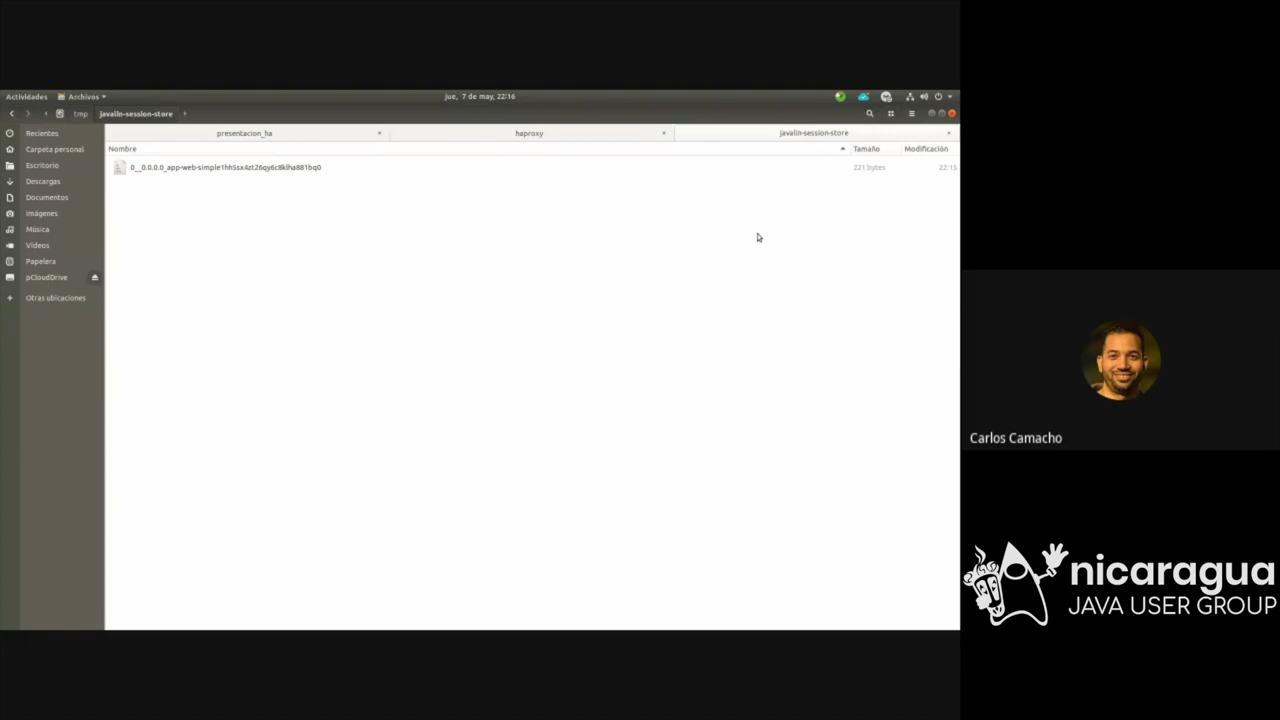 Actividades Archivos jue, 7 de may, 22:16
tmp javalin-session-store
presentacion_ha haproxy javalin-session-store
Nombre Tamaño Modificación
221 bytes 22:15
Recientes
Carpeta personal
Escritorio
Descargas
Documentos
Imágenes
Música
Vídeos
Papelera
pCloudDrive
Otras ubicaciones
Carlos Camacho
nicaragua
JAVA USER GROUP